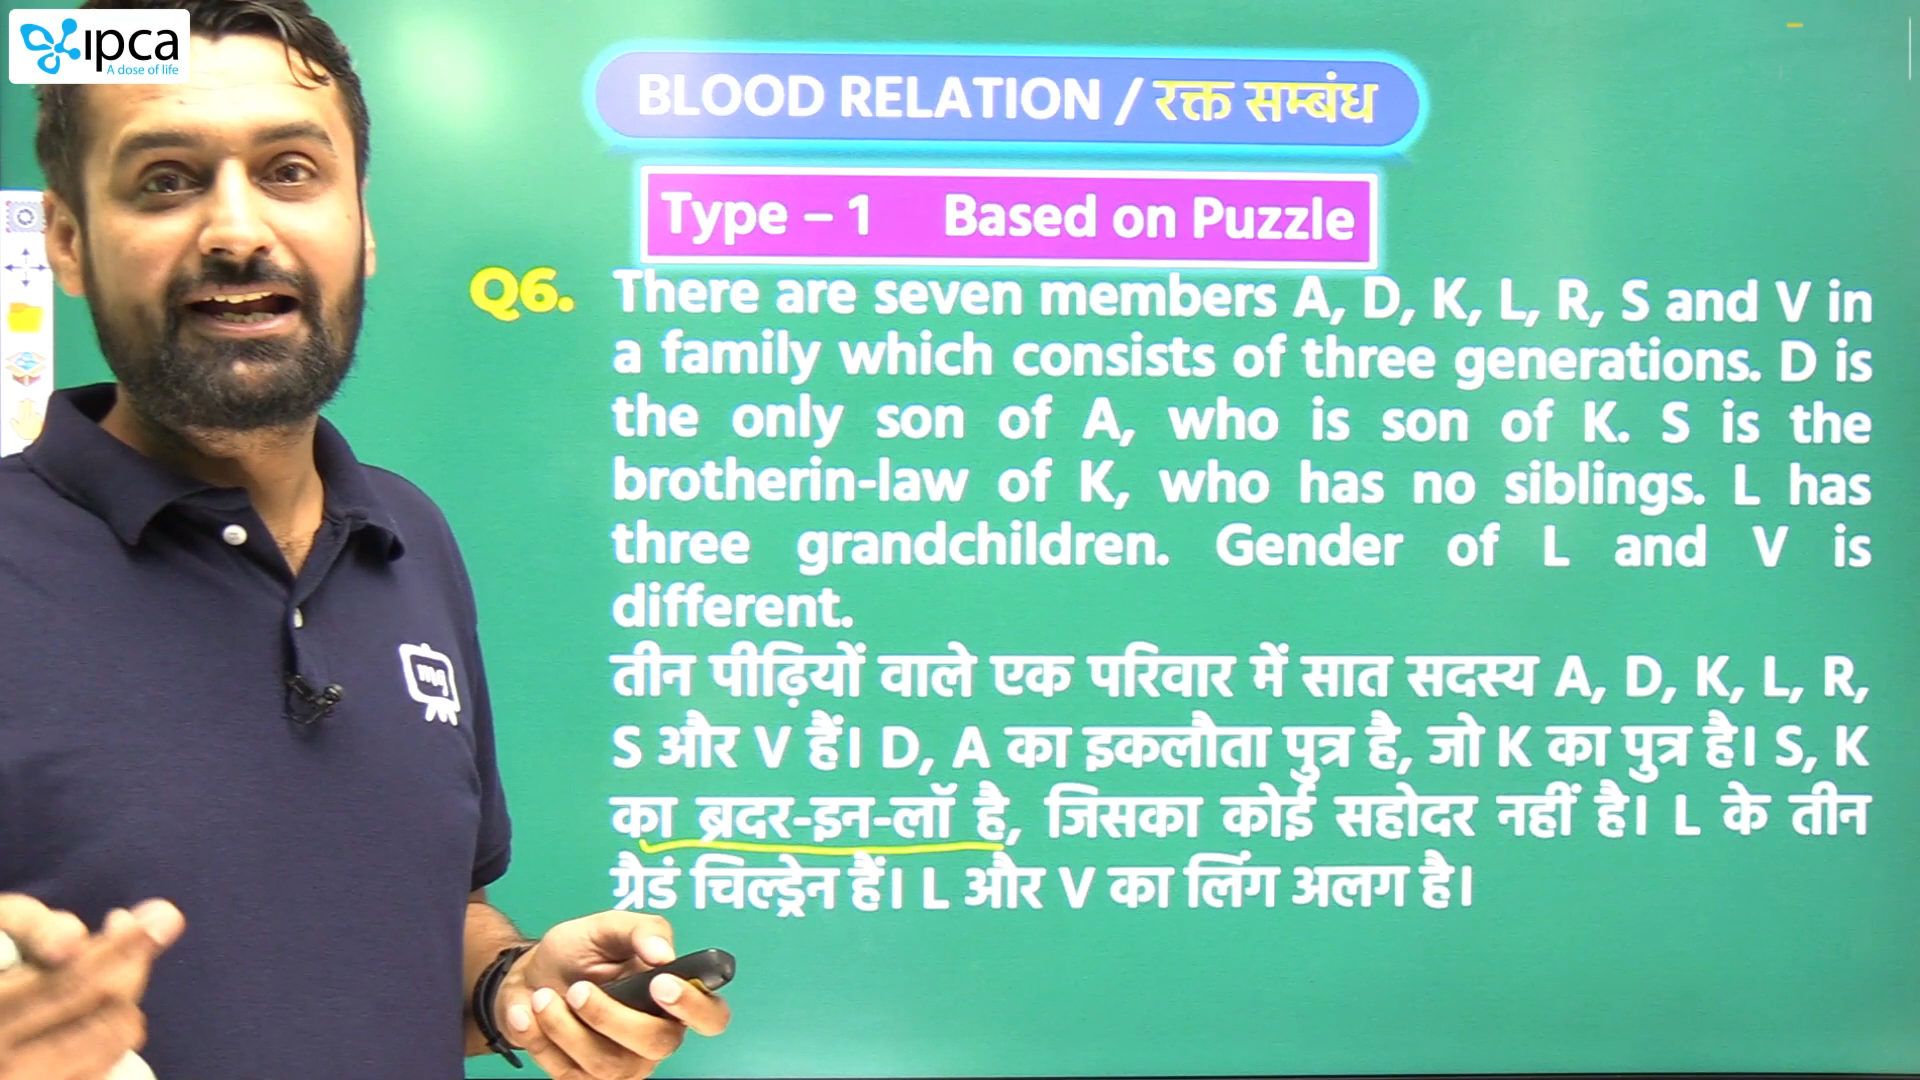 ipca
A dose of life
BLOOD RELATION / रक्त सम्बंध
Type – 1 Based on Puzzle
Q6. There are seven members A, D, K, L, R, S and V in
a family which consists of three generations. D is
the only son of A, who is son of K. S is the
brotherin-law of K, who has no siblings. L has
three grandchildren. Gender of L and V is
different.
तीन पीढ़ियों वाले एक परिवार में सात सदस्य A, D, K, L, R,
S और V हैं। D, A का इकलौता पुत्र है, जो K का पुत्र है। S, K
का ब्रदर-इन-लॉ है, जिसका कोई सहोदर नहीं है। L के तीन
ग्रैडं चिल्ड्रेन हैं। L और V का लिंग अलग है।
mg